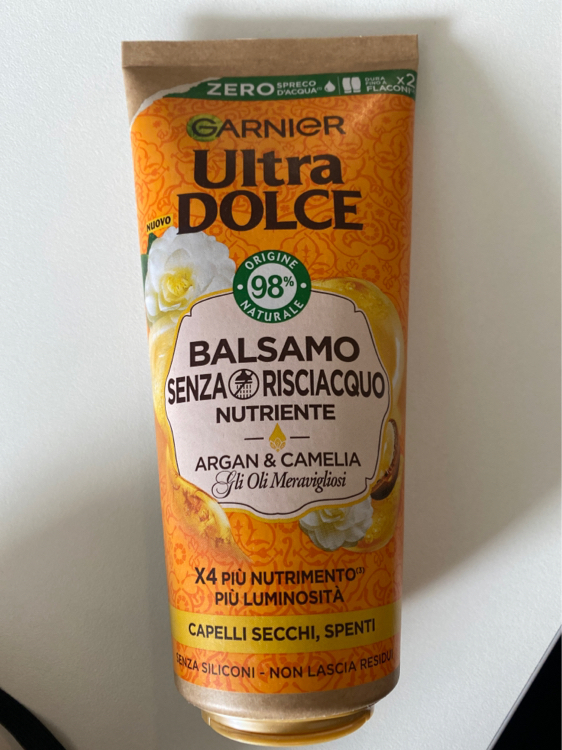 ZERO SPRECO D'ACQUA(1) DURA FINO A X2 FLACONI
GARNIER
Ultra
DOLCE
NUOVO
ORIGINE
98%
NATURALE
BALSAMO
SENZA RISCIACQUO
NUTRIENTE
ARGAN & CAMELIA
Gli Oli Meravigliosi
X4 PIÙ NUTRIMENTO
PIÙ LUMINOSITÀ
CAPELLI SECCHI, SPENTI
SENZA SILICONI - NON LASCIA RESIDUI